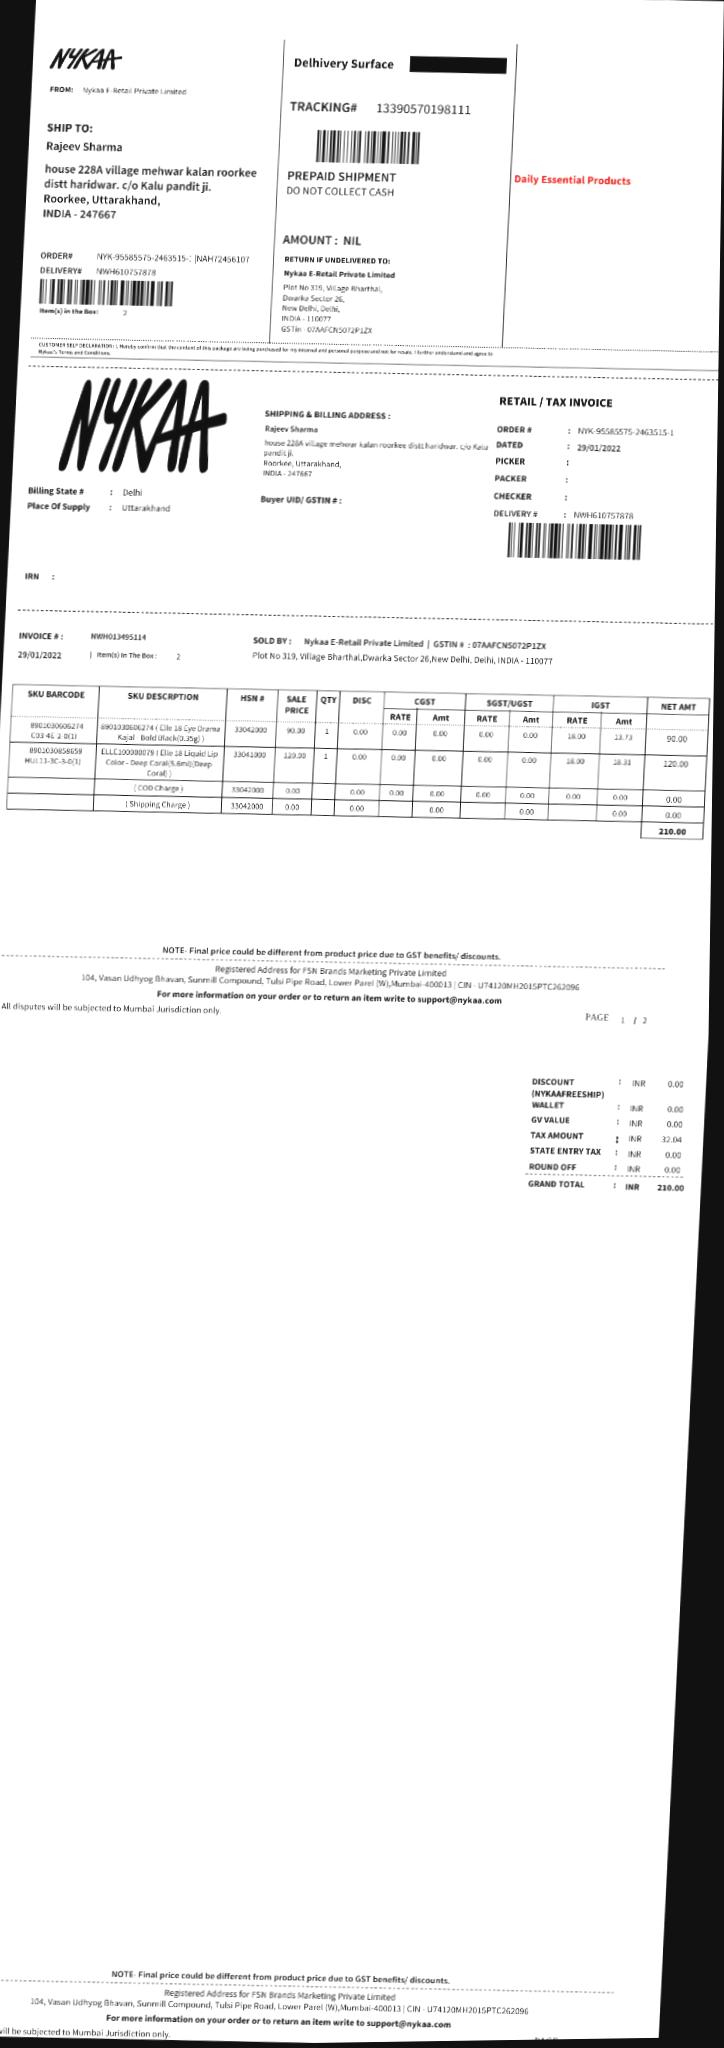 NYKAA
FROM: Nykaa E-Retail Private Limited
SHIP TO:
Rajeev Sharma
house 228A village mehwar kalan roorkee
distt haridwar. c/o Kalu pandit ji.
Roorkee, Uttarakhand,
INDIA - 247667
ORDER# NYK-95585575-2463515-1 |NAH72456107
DELIVERY# NWH610757878
Item(s) in the Box: 2
Delhivery Surface
TRACKING# 13390570198111
PREPAID SHIPMENT
DO NOT COLLECT CASH
AMOUNT : NIL
RETURN IF UNDELIVERED TO:
Nykaa E-Retail Private Limited
Plot No 319, Village Bharthal,
Dwarka Sector 26,
New Delhi, Delhi,
INDIA - 110077
GSTin - 07AAFCN5072P1ZX
Daily Essential Products
CUSTOMER SELF DECLARATION : I, Hereby confirm that the content of this package are being purchased for my internal and personal purpose and not for resale. I further understand and agree to
Nykaa's Terms and Conditions.
NYKAA
Billing State # : Delhi
Place Of Supply : Uttarakhand
IRN :
SHIPPING & BILLING ADDRESS :
Rajeev Sharma
house 228A village mehwar kalan roorkee distt haridwar. c/o Kalu
pandit ji.
Roorkee, Uttarakhand,
INDIA - 247667
Buyer UID/ GSTIN # :
RETAIL / TAX INVOICE
ORDER # : NYK-95585575-2463515-1
DATED : 29/01/2022
PICKER :
PACKER :
CHECKER :
DELIVERY # : NWH610757878
INVOICE # : NWH013495114
29/01/2022 | Item(s) In The Box : 2
SOLD BY : Nykaa E-Retail Private Limited | GSTIN # : 07AAFCN5072P1ZX
Plot No 319, Village Bharthal,Dwarka Sector 26,New Delhi, Delhi, INDIA - 110077
SKU BARCODE SKU DESCRPTION HSN # SALE PRICE QTY DISC CGST SGST/UGST IGST NET AMT
RATE Amt RATE Amt RATE Amt
8901030606274 8901030606274 ( Elle 18 Eye Drama 33042000 90.00 1 0.00 0.00 0.00 0.00 0.00 18.00 13.73 90.00
Kajal - Bold Black(0.35g) )
8901030858659 ELLE100000079 ( Elle 18 Liquid Lip 33041000 120.00 1 0.00 0.00 0.00 0.00 0.00 18.00 18.31 120.00
HUL11-3C-3-0(1) Color - Deep Coral(5.6ml)(Deep
Coral) )
( COD Charge ) 33042000 0.00 0.00 0.00 0.00 0.00 0.00 0.00 0.00 0.00
( Shipping Charge ) 33042000 0.00 0.00 0.00 0.00 0.00 0.00
210.00
NOTE- Final price could be different from product price due to GST benefits/ discounts.
Registered Address for FSN Brands Marketing Private Limited
104, Vasan Udhyog Bhavan, Sunmill Compound, Tulsi Pipe Road, Lower Parel (W),Mumbai-400013 | CIN - U74120MH2015PTC262096
For more information on your order or to return an item write to support@nykaa.com
All disputes will be subjected to Mumbai Jurisdiction only.
PAGE 1 / 2
DISCOUNT : INR 0.00
(NYKAAFREESHIP)
WALLET : INR 0.00
GV VALUE : INR 0.00
TAX AMOUNT : INR 32.04
STATE ENTRY TAX : INR 0.00
ROUND OFF : INR 0.00
GRAND TOTAL : INR 210.00
NOTE- Final price could be different from product price due to GST benefits/ discounts.
Registered Address for FSN Brands Marketing Private Limited
104, Vasan Udhyog Bhavan, Sunmill Compound, Tulsi Pipe Road, Lower Parel (W),Mumbai-400013 | CIN - U74120MH2015PTC262096
For more information on your order or to return an item write to support@nykaa.com
will be subjected to Mumbai Jurisdiction only.